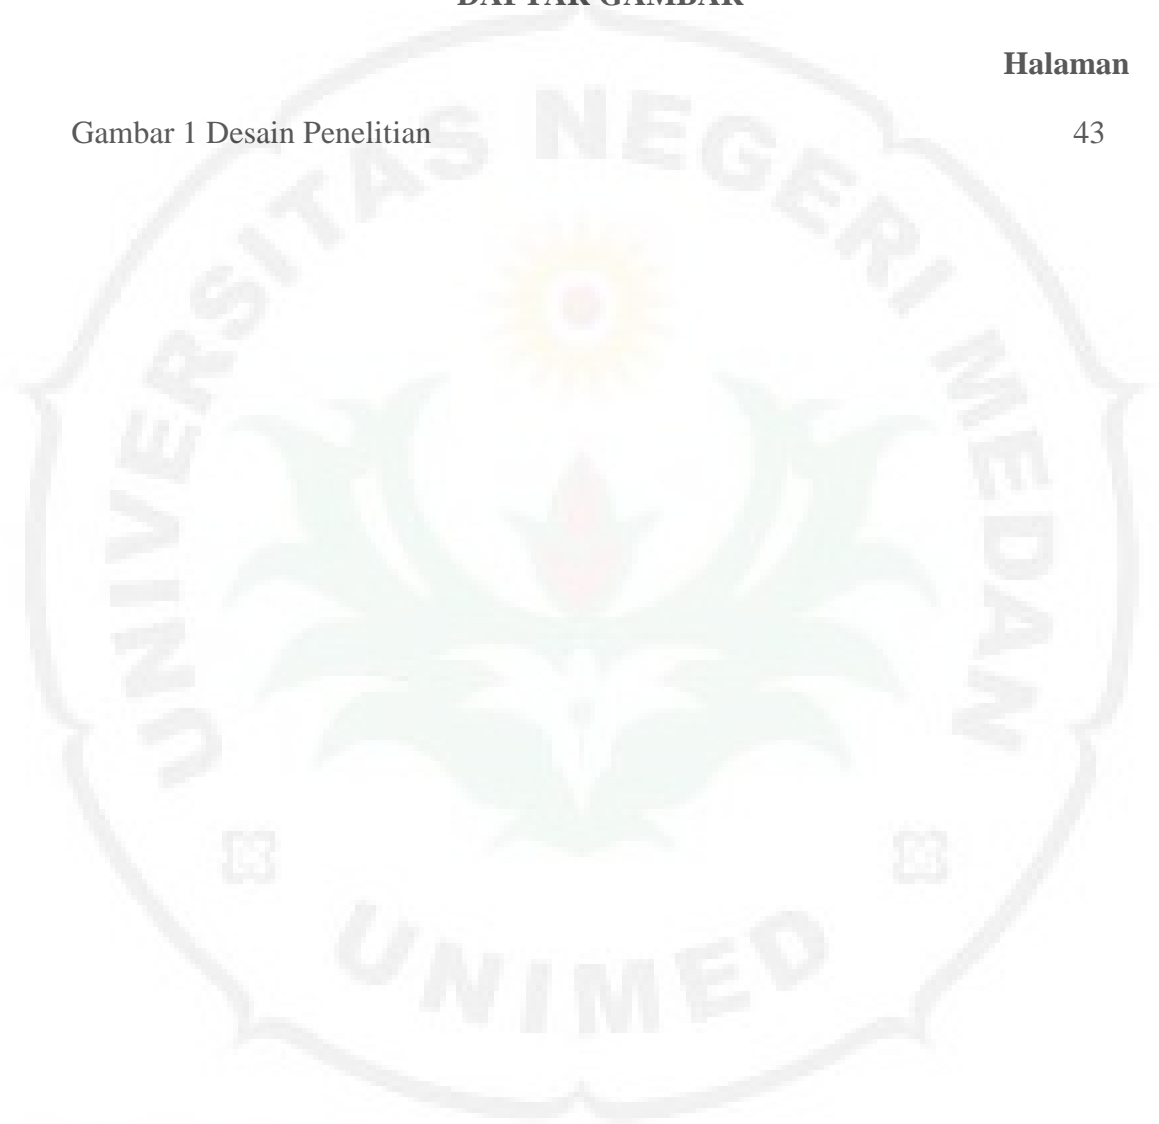 DAFTAR GAMBAR
Halaman
Gambar 1 Desain Penelitian 43
UNIVERSITAS NEGERI MEDAN
UNIMED